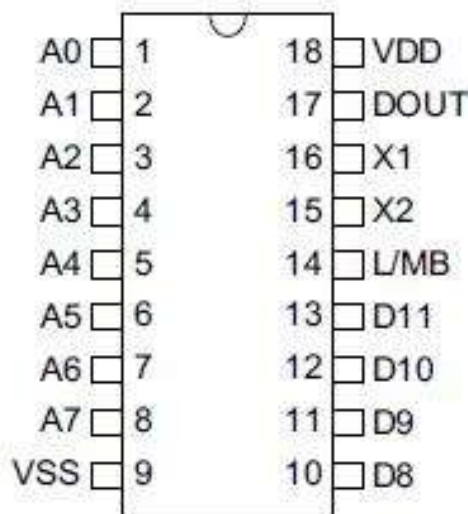 A0 1 18 VDD
A1 2 17 DOUT
A2 3 16 X1
A3 4 15 X2
A4 5 14 L/MB
A5 6 13 D11
A6 7 12 D10
A7 8 11 D9
VSS 9 10 D8